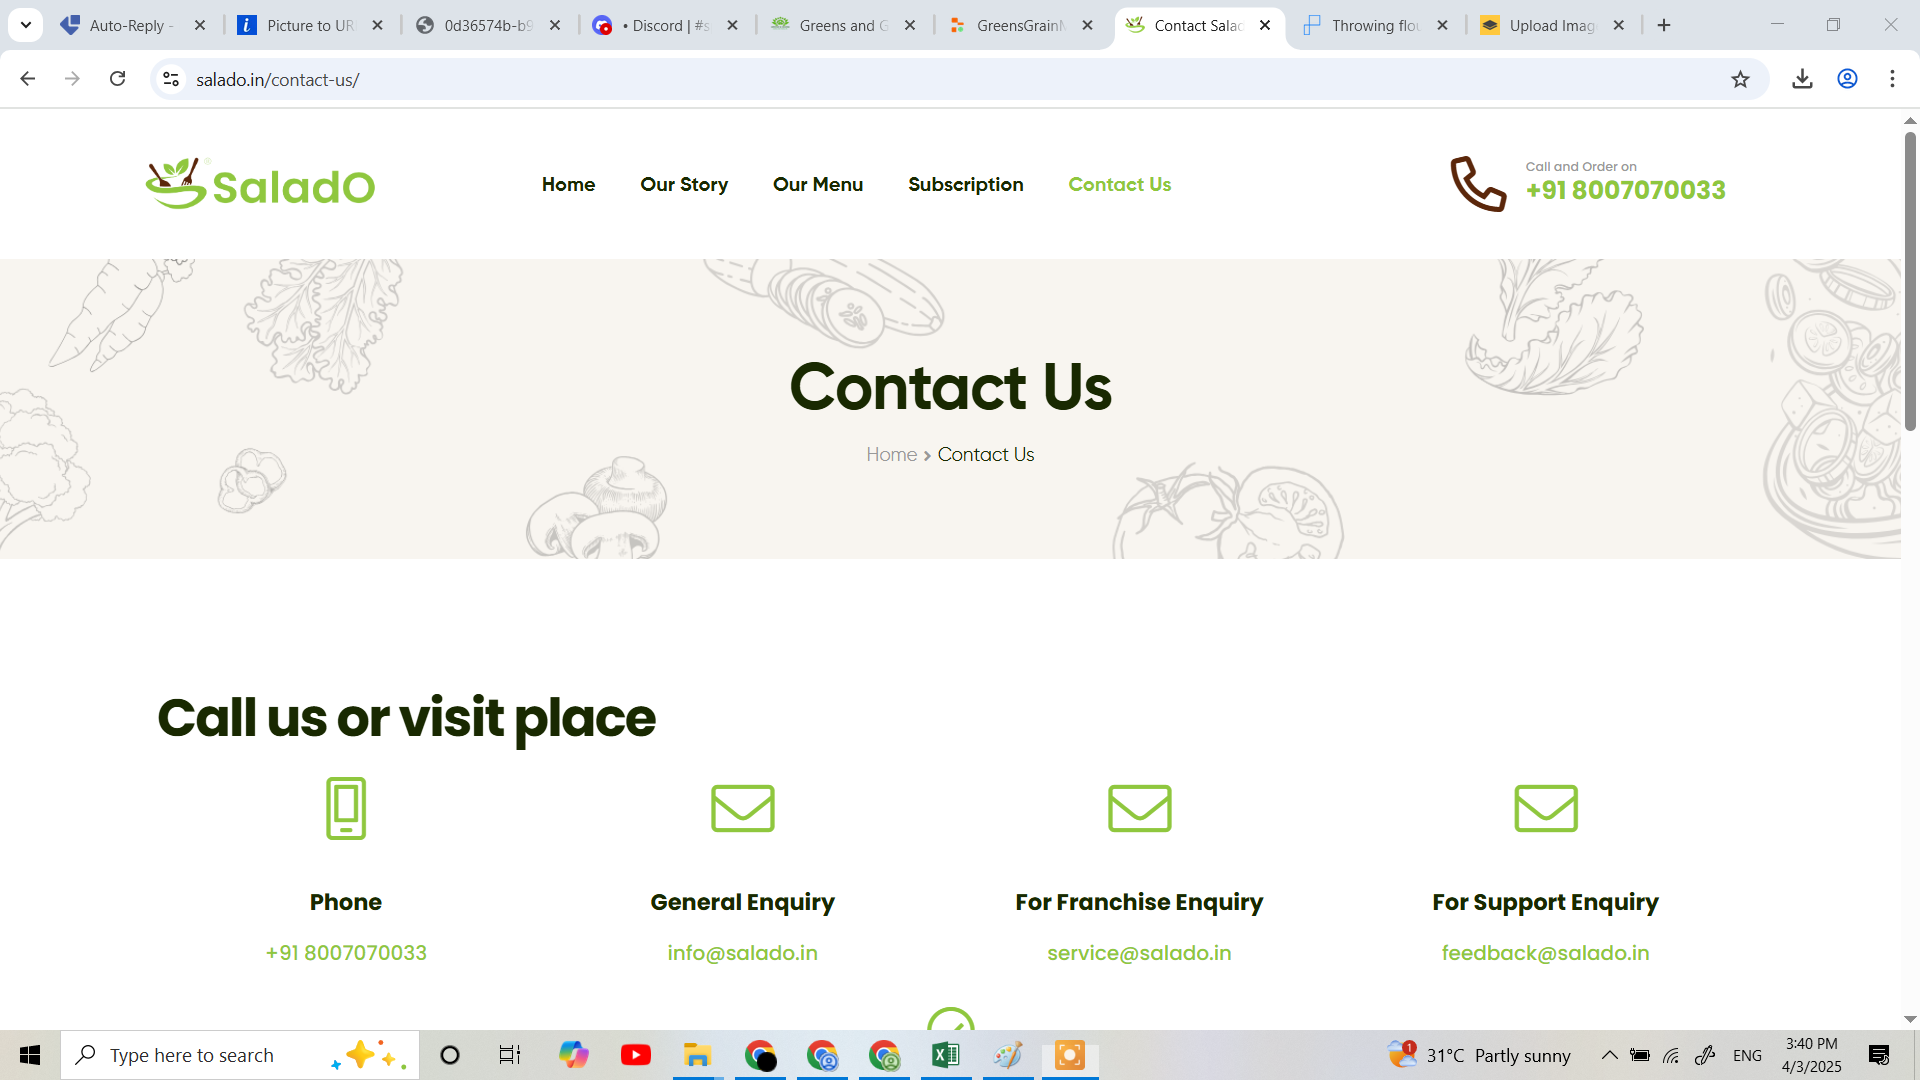 Auto-Reply -
Picture to UR
0d36574b-b9
• Discord | #s
Greens and G
GreensGrainM
Contact Salad
Throwing flou
Upload Imag
salado.in/contact-us/
SaladO
Home
Our Story
Our Menu
Subscription
Contact Us
Call and Order on
+91 8007070033
Contact Us
Home > Contact Us
Call us or visit place
Phone
General Enquiry
For Franchise Enquiry
For Support Enquiry
+91 8007070033
info@salado.in
service@salado.in
feedback@salado.in
Type here to search
1
31°C Partly sunny
ENG
3:40 PM
4/3/2025